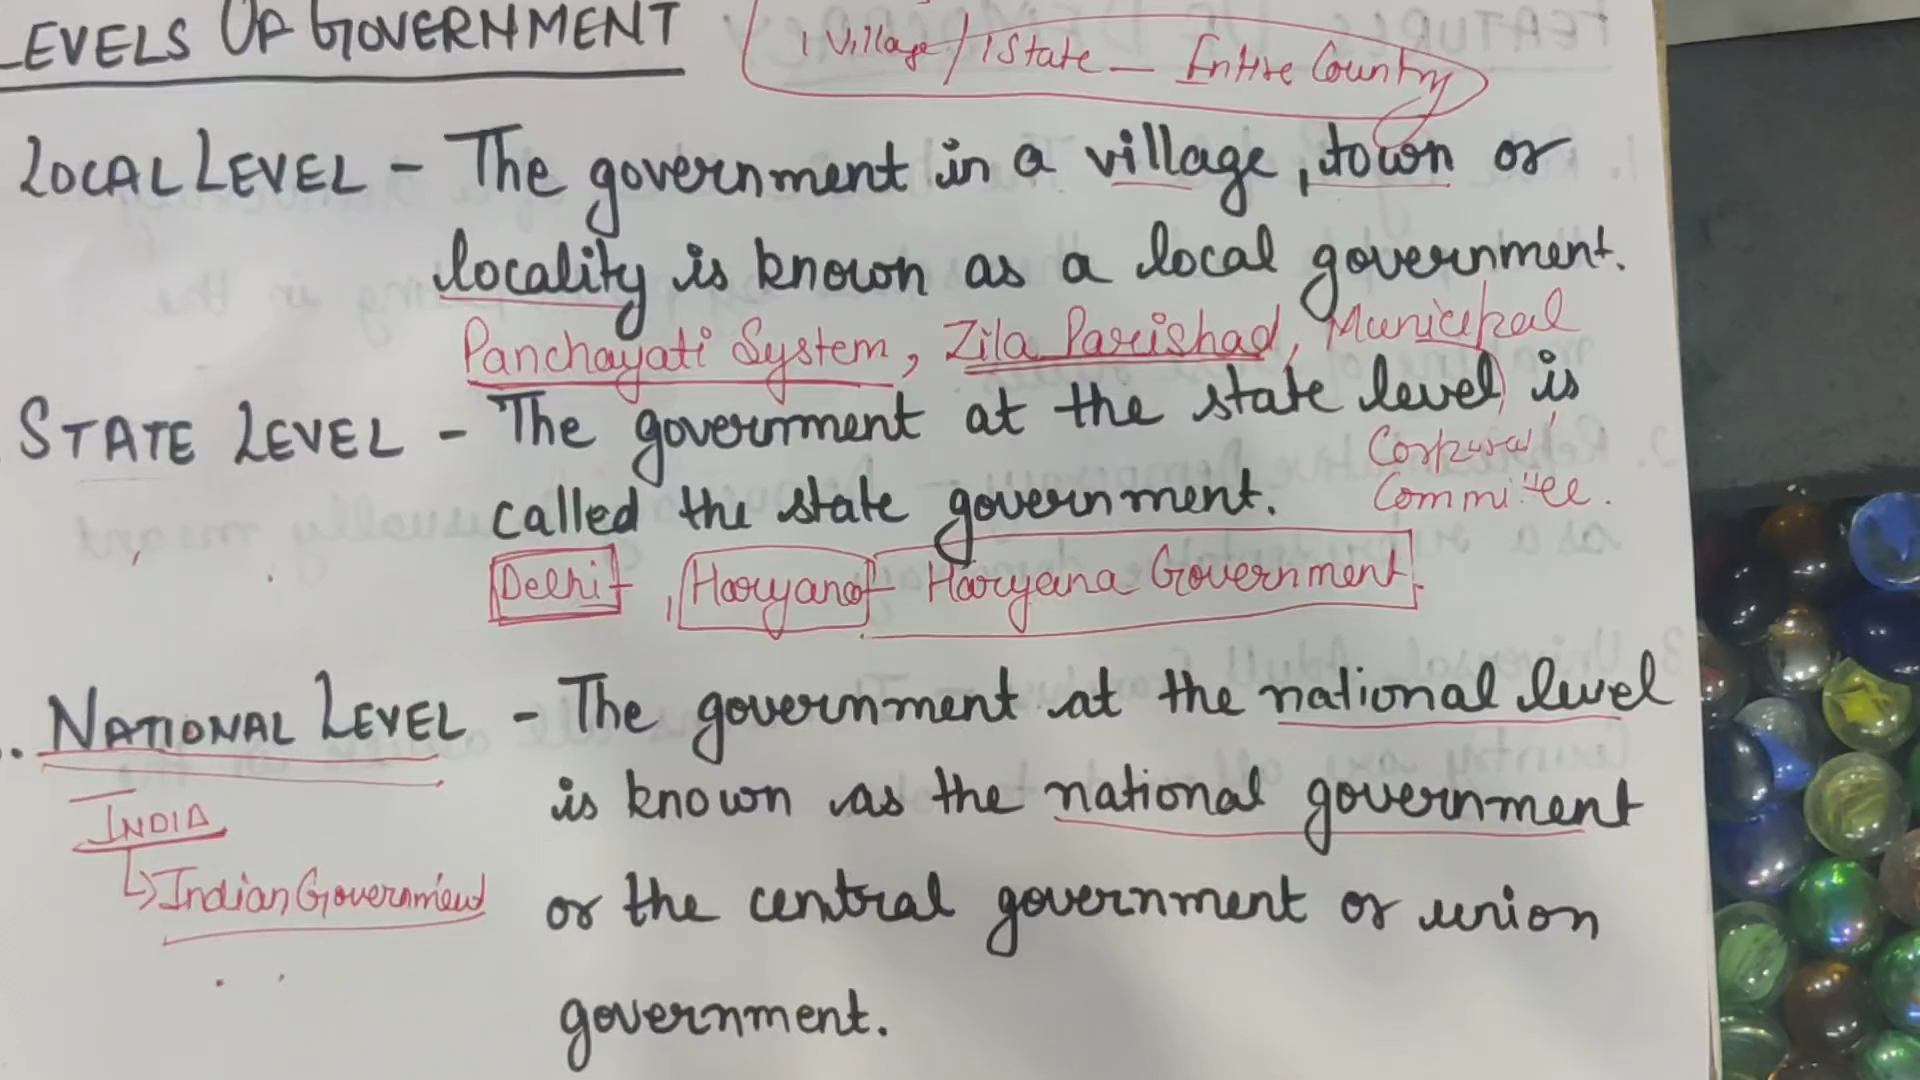 LEVELS OF GOVERNMENT
1 Village / 1 State - Entire Country
LOCAL LEVEL - The government in a village, town or
locality is known as a local government.
Panchayati System, Zila Parishad, Municipal
STATE LEVEL - The government at the state level is
called the state government.
Committee.
Delhi, Haryana - Haryana Government.
NATIONAL LEVEL - The government at the national level
is known as the national government
INDIA
or the central government or union
Indian Government
government.